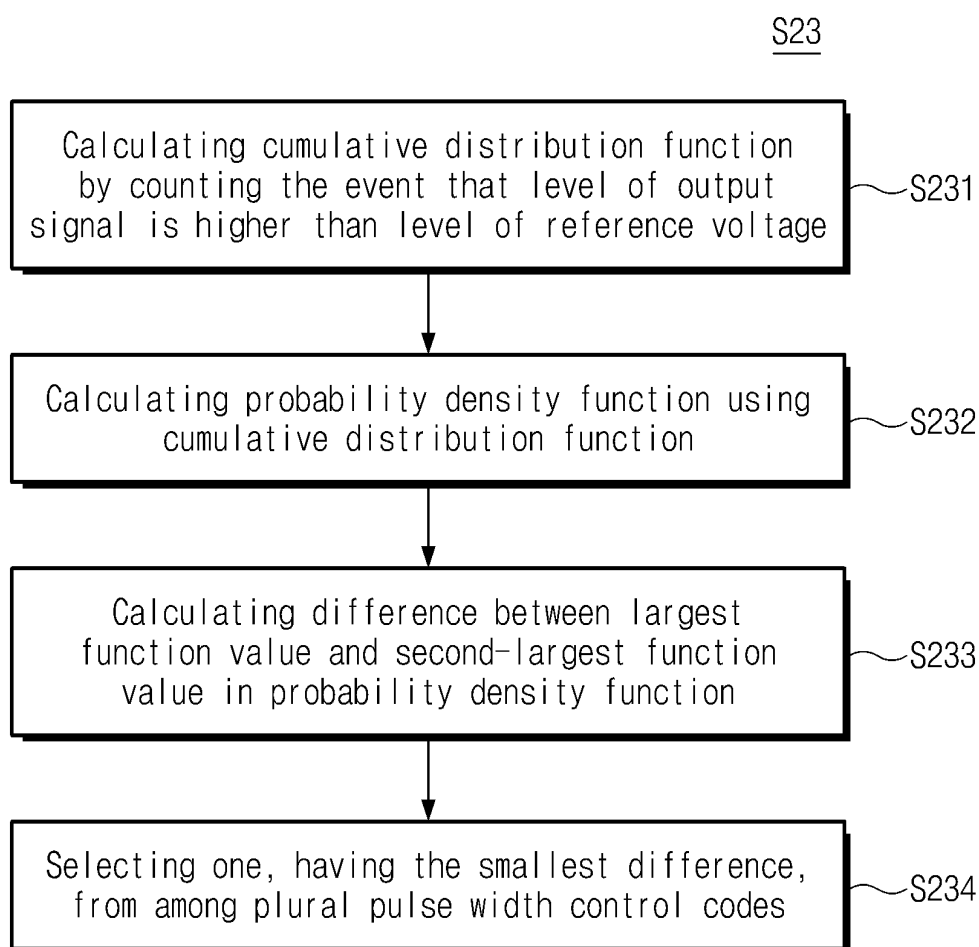 S23
Calculating cumulative distribution function
by counting the event that level of output
signal is higher than level of reference voltage
S231
Calculating probability density function using
cumulative distribution function
S232
Calculating difference between largest
function value and second-largest function
value in probability density function
S233
Selecting one, having the smallest difference,
from among plural pulse width control codes
S234